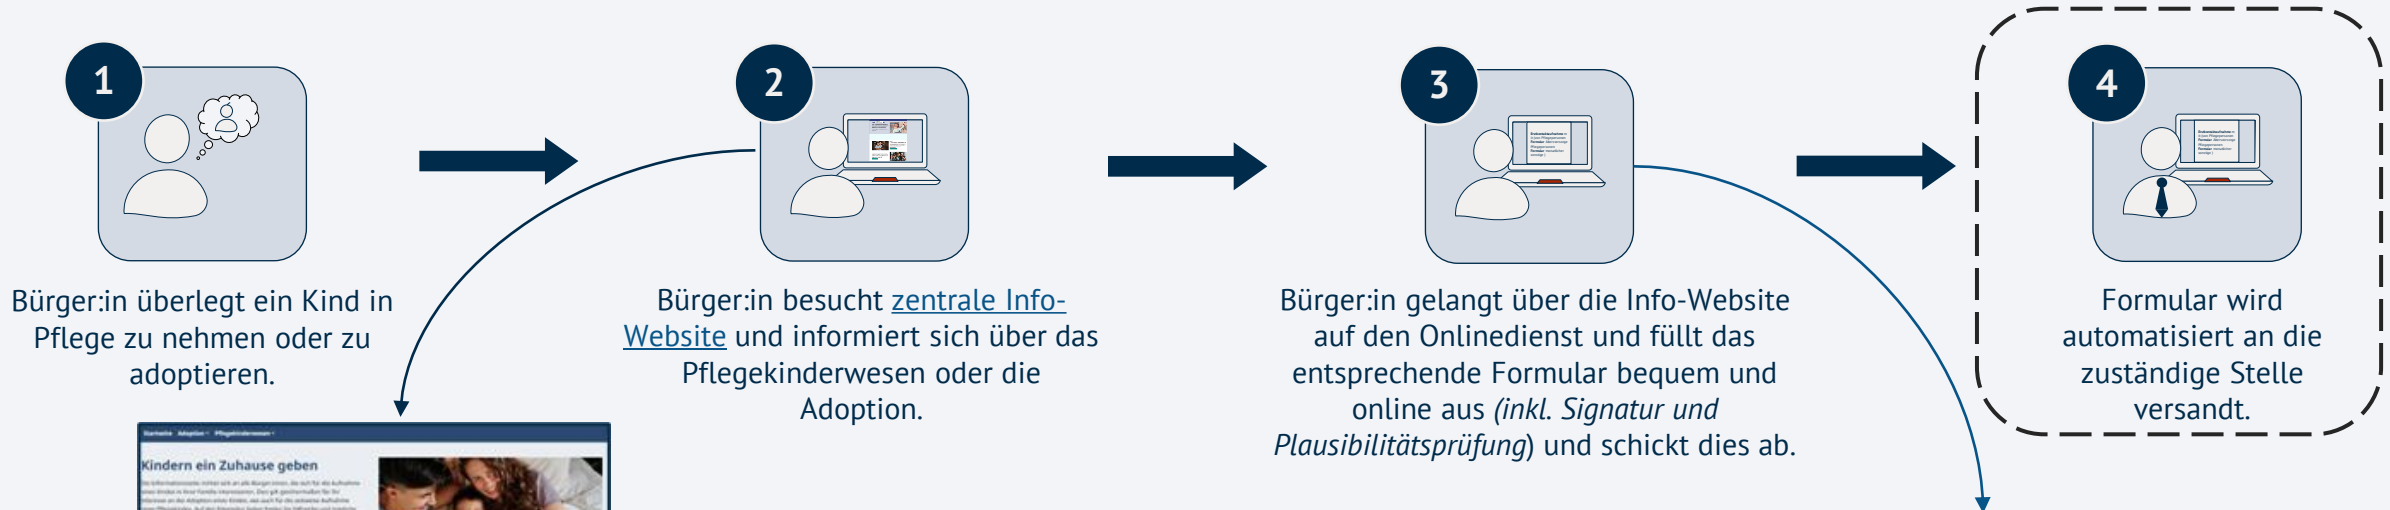 1
Bürger:in überlegt ein Kind in
Pflege zu nehmen oder zu
adoptieren.
2
Bürger:in besucht zentrale Info-
Website und informiert sich über das
Pflegekinderwesen oder die
Adoption.
3
Bürger:in gelangt über die Info-Website
auf den Onlinedienst und füllt das
entsprechende Formular bequem und
online aus (inkl. Signatur und
Plausibilitätsprüfung) und schickt dies ab.
4
Formular wird
automatisiert an die
zuständige Stelle
versandt.
Startseite Adoption Pflegekinderwesen
Kindern ein Zuhause geben